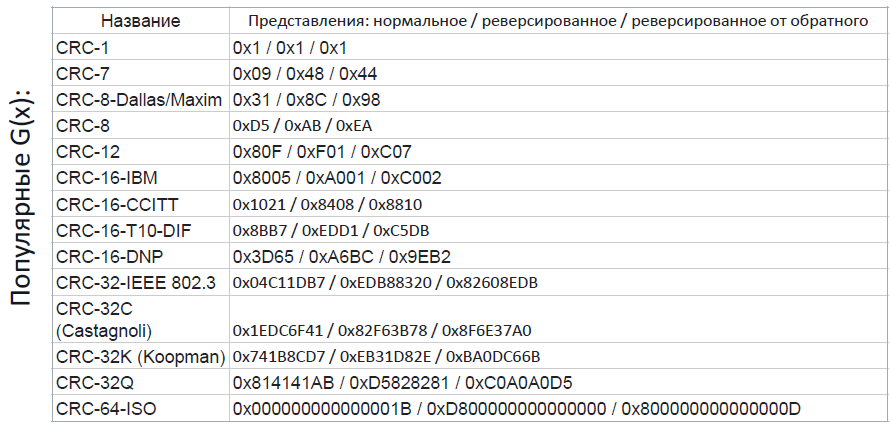 Популярные G(x):
Название Представления: нормальное / реверсированное / реверсированное от обратного
CRC-1 0x1 / 0x1 / 0x1
CRC-7 0x09 / 0x48 / 0x44
CRC-8-Dallas/Maxim 0x31 / 0x8C / 0x98
CRC-8 0xD5 / 0xAB / 0xEA
CRC-12 0x80F / 0xF01 / 0xC07
CRC-16-IBM 0x8005 / 0xA001 / 0xC002
CRC-16-CCITT 0x1021 / 0x8408 / 0x8810
CRC-16-T10-DIF 0x8BB7 / 0xEDD1 / 0xC5DB
CRC-16-DNP 0x3D65 / 0xA6BC / 0x9EB2
CRC-32-IEEE 802.3 0x04C11DB7 / 0xEDB88320 / 0x82608EDB
CRC-32C
(Castagnoli) 0x1EDC6F41 / 0x82F63B78 / 0x8F6E37A0
CRC-32K (Koopman) 0x741B8CD7 / 0xEB31D82E / 0xBA0DC66B
CRC-32Q 0x814141AB / 0xD5828281 / 0xC0A0A0D5
CRC-64-ISO 0x000000000000001B / 0xD800000000000000 / 0x800000000000000D